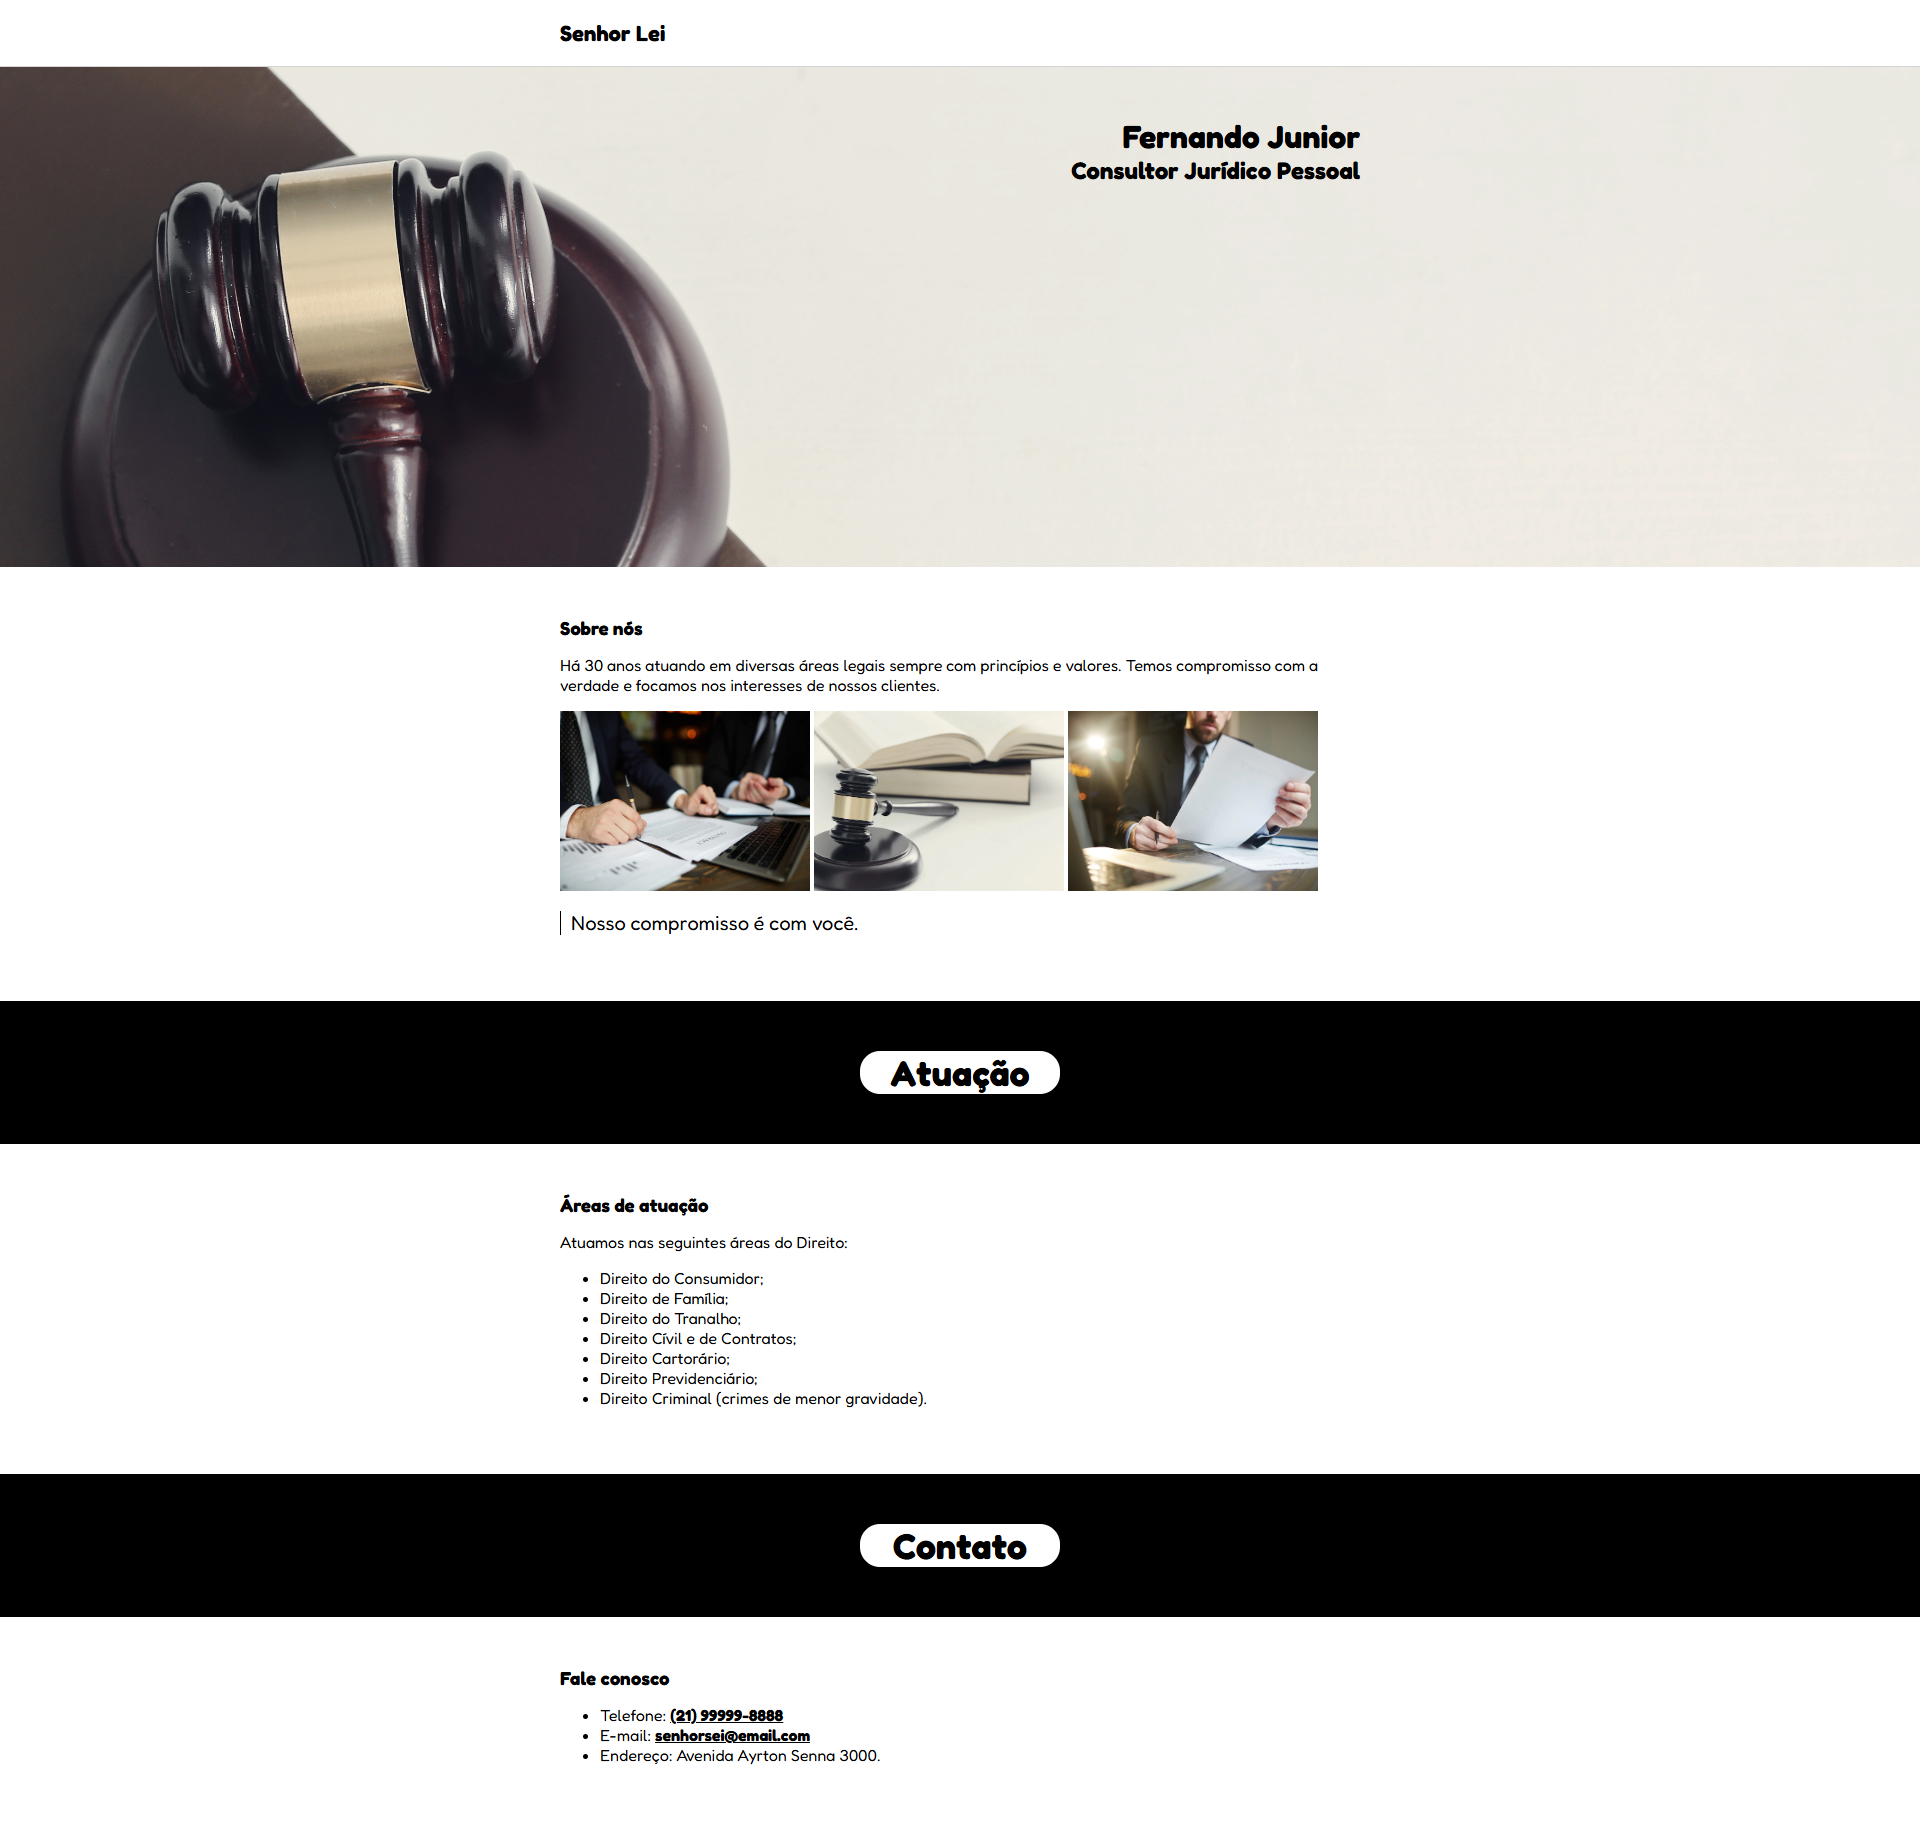 Senhor Lei
Fernando Junior
Consultor Jurídico Pessoal
Sobre nós
Há 30 anos atuando em diversas áreas legais sempre com princípios e valores. Temos compromisso com a
verdade e focamos nos interesses de nossos clientes.
Nosso compromisso é com você.
Atuação
Áreas de atuação
Atuamos nas seguintes áreas do Direito:
• Direito do Consumidor;
• Direito de Família;
• Direito do Tranalho;
• Direito Cívil e de Contratos;
• Direito Cartorário;
• Direito Previdenciário;
• Direito Criminal (crimes de menor gravidade).
Contato
Fale conosco
• Telefone: (21) 99999-8888
• E-mail: senhorsei@email.com
• Endereço: Avenida Ayrton Senna 3000.